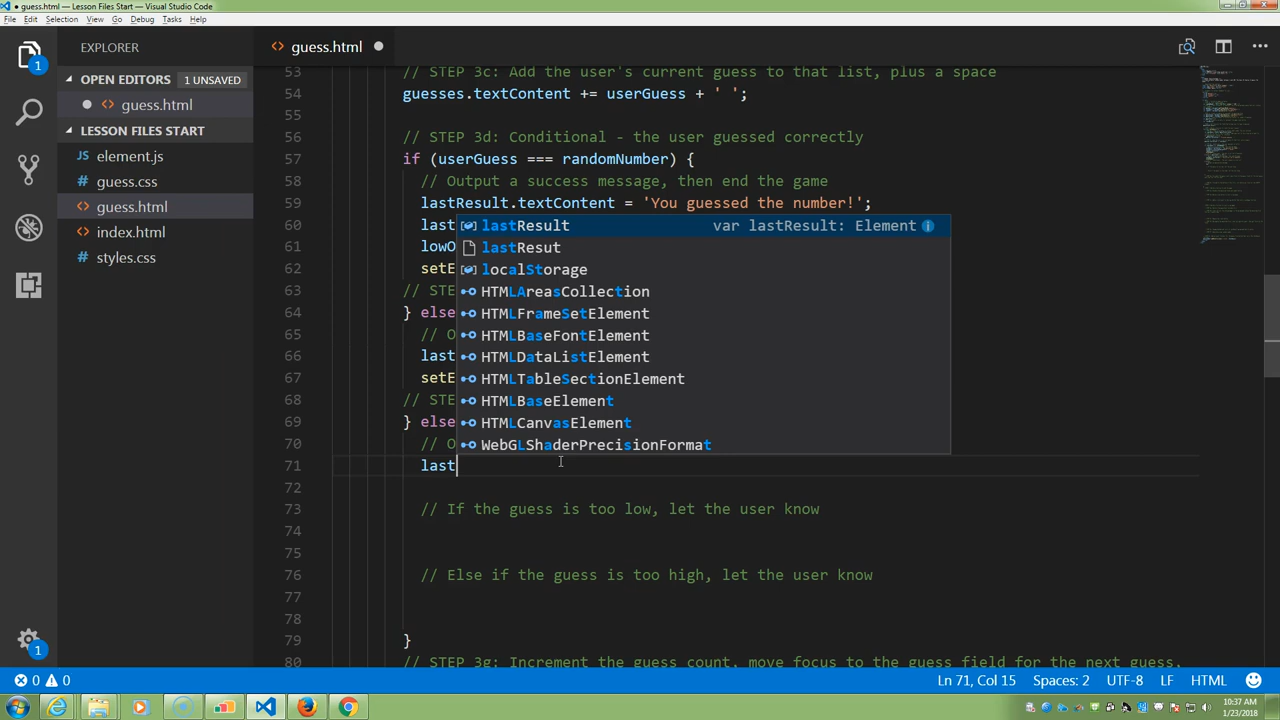 guess.html — Lesson Files Start — Visual Studio Code
File Edit Selection View Go Debug Tasks Help
EXPLORER
OPEN EDITORS 1 UNSAVED
guess.html
LESSON FILES START
element.js
guess.css
guess.html
index.html
styles.css
1
1
guess.html
53 // STEP 3c: Add the user's current guess to that list, plus a space
54 guesses.textContent += userGuess + ' ';
55
56 // STEP 3d: Conditional - the user guessed correctly
57 if (userGuess === randomNumber) {
58 // Output a success message, then end the game
59 lastResult.textContent = 'You guessed the number!';
60 last
61 lowO
62 setE
63 // STE
64 } else
65 // O
66 last
67 setE
68 // STE
69 } else
70 // O
71 last
72
73 // If the guess is too low, let the user know
74
75
76 // Else if the guess is too high, let the user know
77
78
79 }
80 // STEP 3g: Increment the guess count, move focus to the guess field for the next guess,
lastResult var lastResult: Element
lastResut
localStorage
HTMLAreasCollection
HTMLFrameSetElement
HTMLBaseFontElement
HTMLDataListElement
HTMLTableSectionElement
HTMLBaseElement
HTMLCanvasElement
WebGLShaderPrecisionFormat
0 0 Ln 71, Col 15 Spaces: 2 UTF-8 LF HTML
10:37 AM
1/23/2018